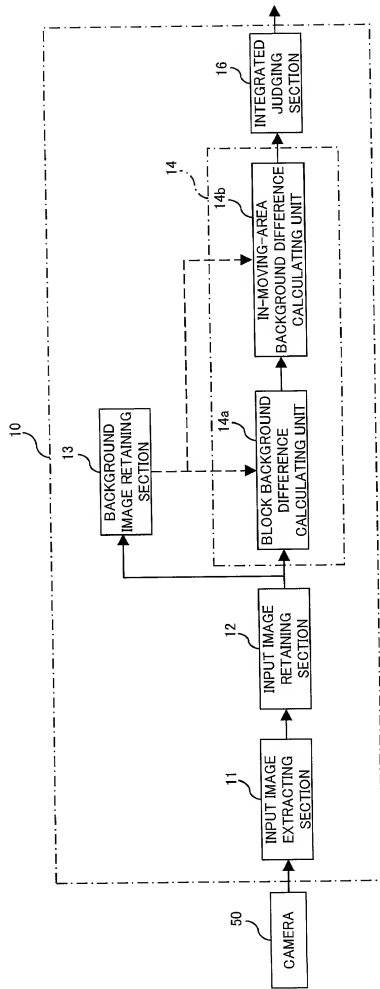 10
50
CAMERA
11
INPUT IMAGE
EXTRACTING
SECTION
12
INPUT IMAGE
RETAINING
SECTION
13
BACKGROUND
IMAGE RETAINING
SECTION
14
14a
BLOCK BACKGROUND
DIFFERENCE
CALCULATING UNIT
14b
IN-MOVING-AREA
BACKGROUND DIFFERENCE
CALCULATING UNIT
16
INTEGRATED
JUDGING
SECTION